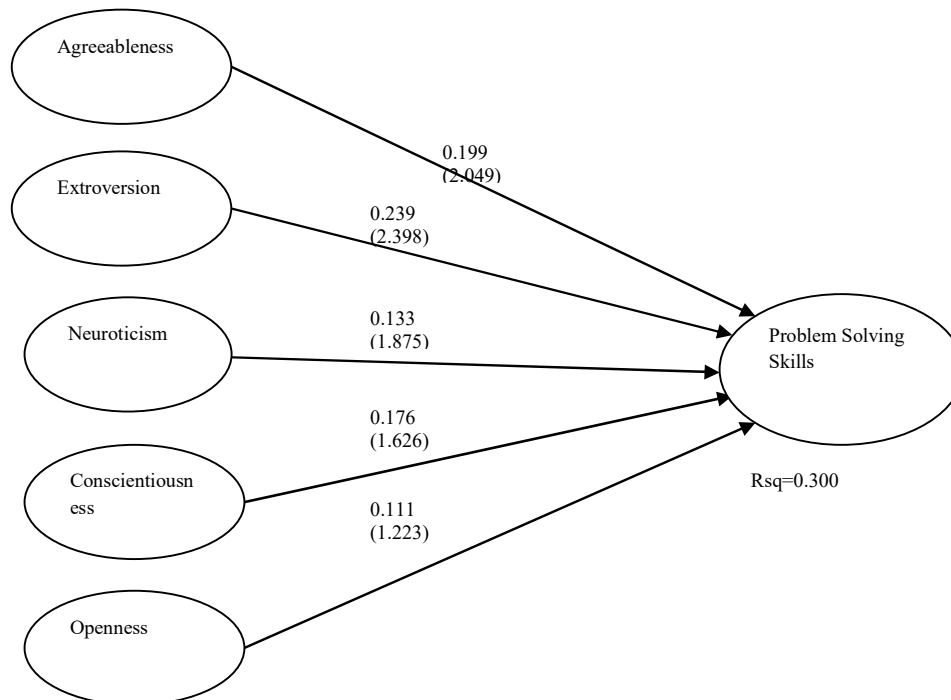 Agreeableness
0.199
(2.049)
Extroversion
0.239
(2.398)
Neuroticism
0.133
(1.875)
Problem Solving
Skills
0.176
(1.626)
Conscientiousn
ess
Rsq=0.300
0.111
(1.223)
Openness